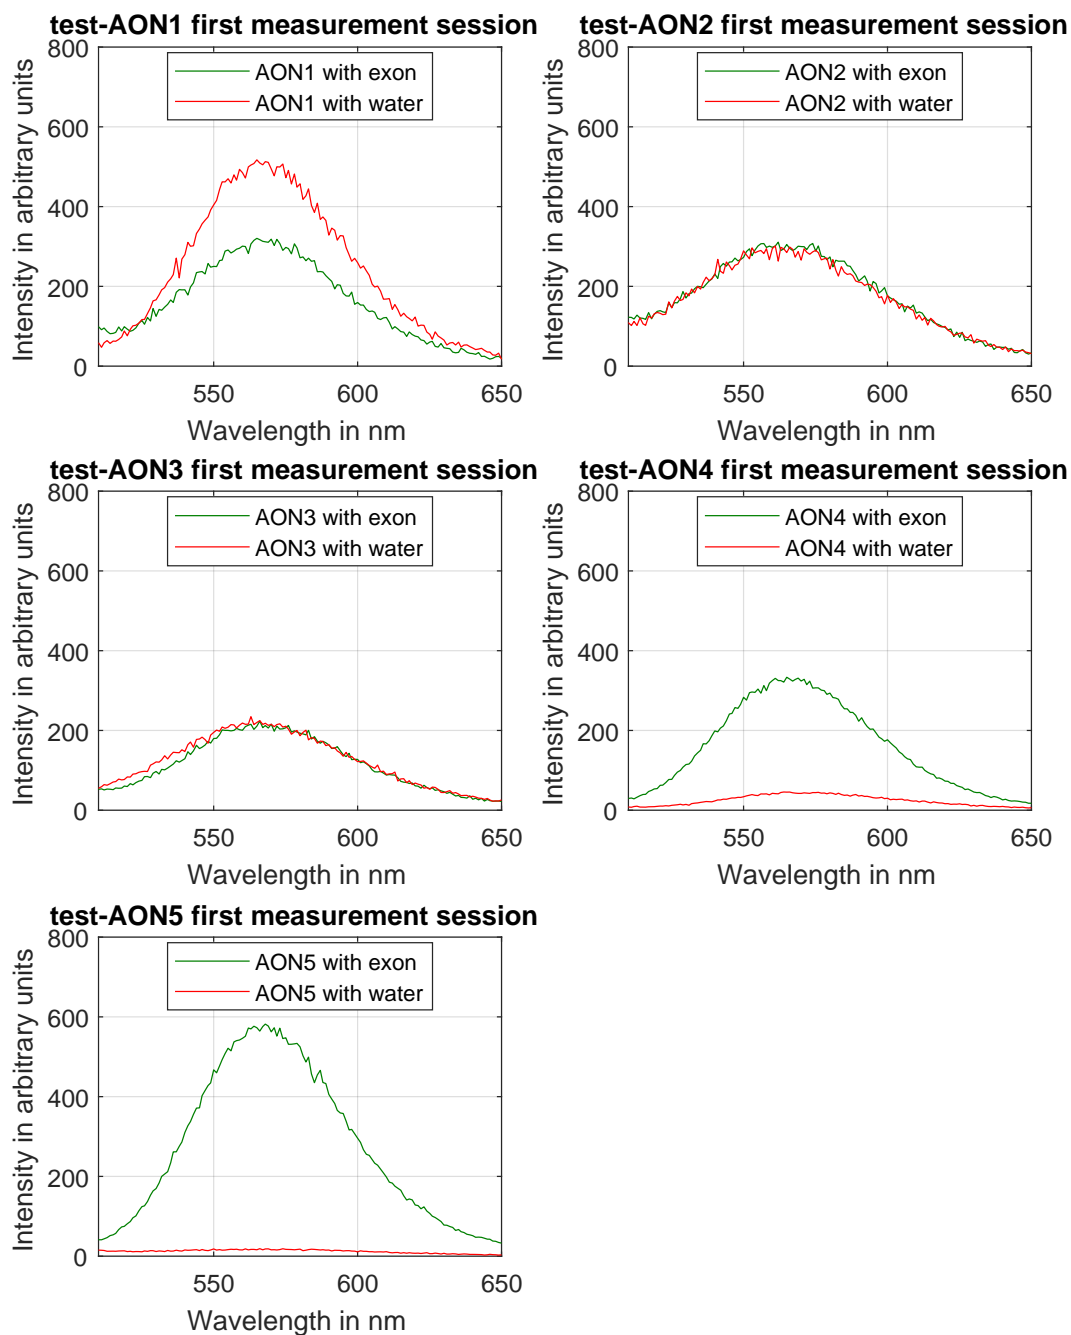 test-AON1 first measurement session
800
600
400
200
0
Intensity in arbitrary units
AON1 with exon
AON1 with water
550
600
650
Wavelength in nm
test-AON2 first measurement session
800
600
400
200
0
Intensity in arbitrary units
AON2 with exon
AON2 with water
550
600
650
Wavelength in nm
test-AON3 first measurement session
800
600
400
200
0
Intensity in arbitrary units
AON3 with exon
AON3 with water
550
600
650
Wavelength in nm
test-AON4 first measurement session
800
600
400
200
0
Intensity in arbitrary units
AON4 with exon
AON4 with water
550
600
650
Wavelength in nm
test-AON5 first measurement session
800
600
400
200
0
Intensity in arbitrary units
AON5 with exon
AON5 with water
550
600
650
Wavelength in nm